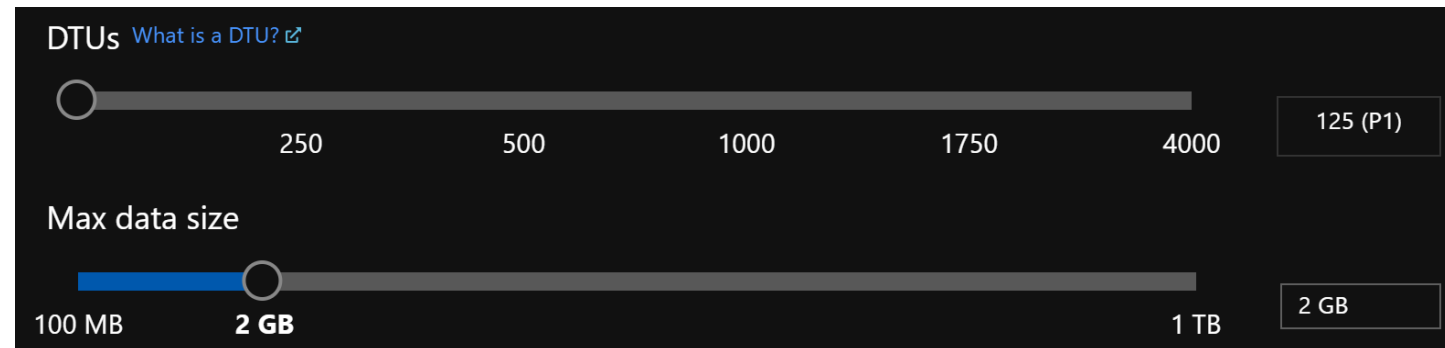 DTUs What is a DTU?
125 (P1)
250 500 1000 1750 4000
Max data size
2 GB
100 MB 2 GB 1 TB